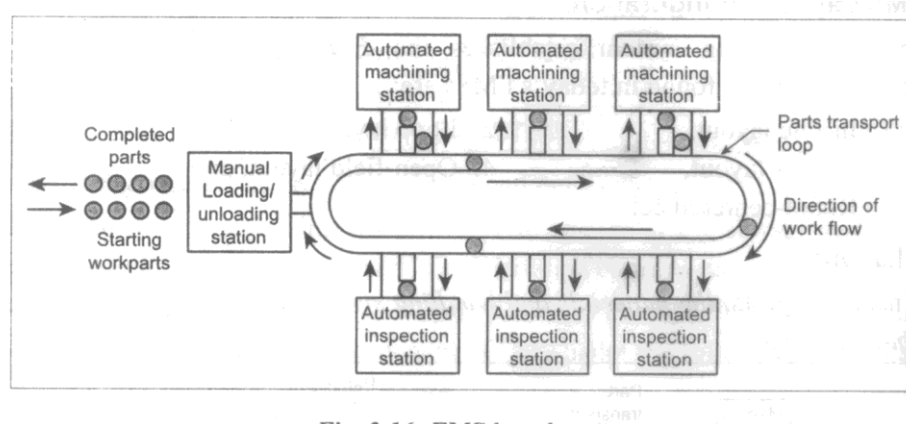 Automated
machining
station
Automated
machining
station
Automated
machining
station
Parts transport
loop
Completed
parts
Manual
Loading/
unloading
station
Starting
workparts
Direction of
work flow
Automated
inspection
station
Automated
inspection
station
Automated
inspection
station